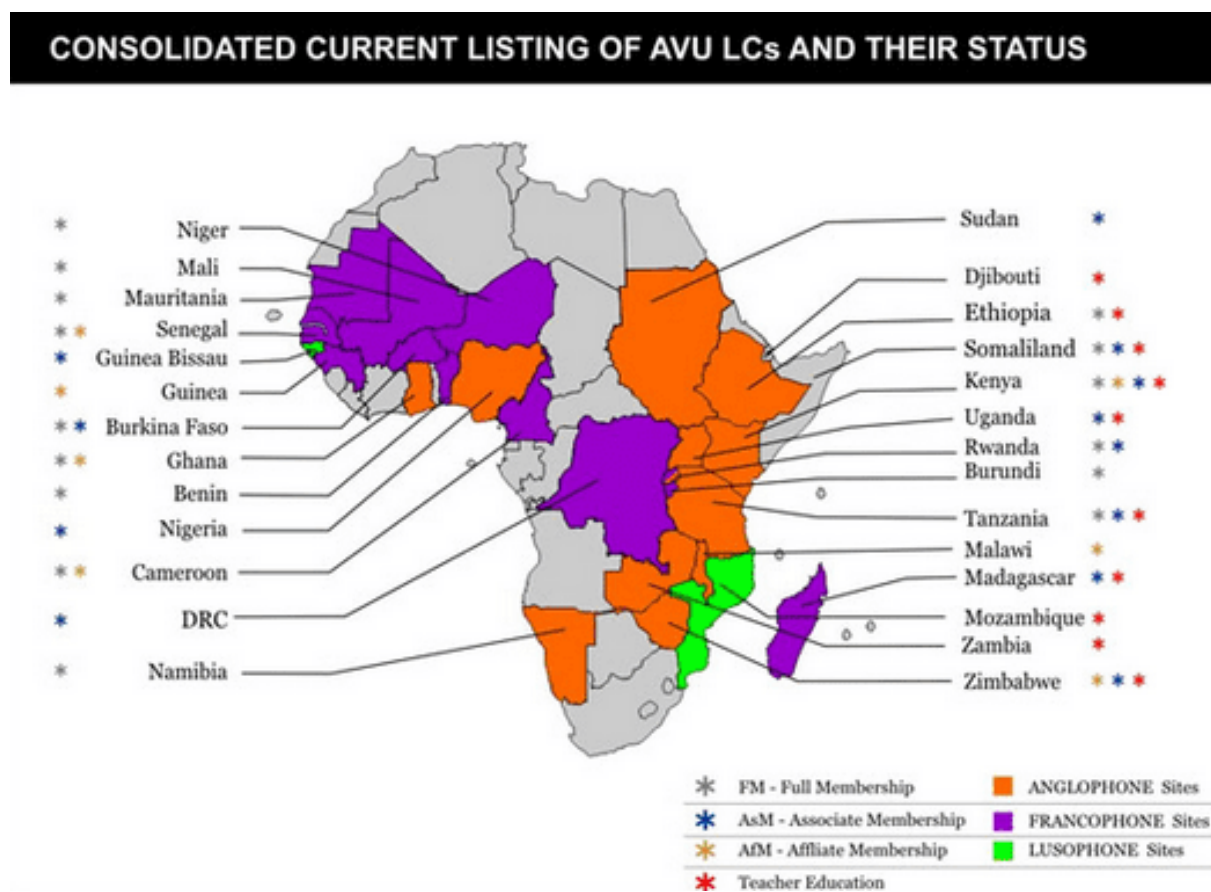 CONSOLIDATED CURRENT LISTING OF AVU LCs AND THEIR STATUS
Niger
Mali
Mauritania
Senegal
Guinea Bissau
Guinea
Burkina Faso
Ghana
Benin
Nigeria
Cameroon
DRC
Namibia
Sudan
Djibouti
Ethiopia
Somaliland
Kenya
Uganda
Rwanda
Burundi
Tanzania
Malawi
Madagascar
Mozambique
Zambia
Zimbabwe
FM - Full Membership
AsM - Associate Membership
AfM - Affliate Membership
Teacher Education
ANGLOPHONE Sites
FRANCOPHONE Sites
LUSOPHONE Sites